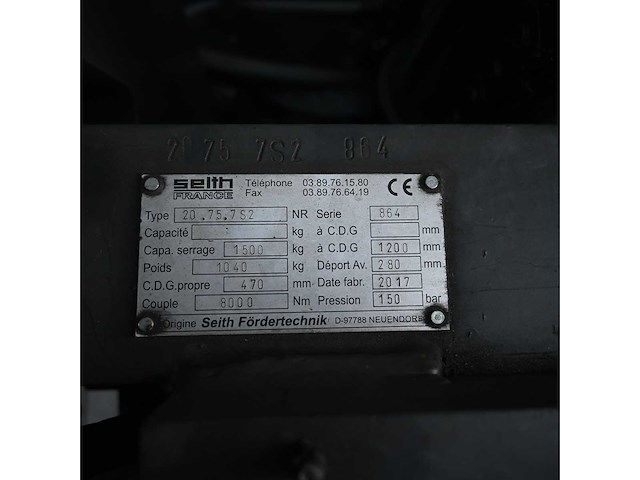 75 7S2 864
seith Téléphone 03.89.76.15.80 CE
FRANCE Fax 03.89.76.64.19
Type 20.75.7S2 NR Serie 864
Capacité kg à C.D.G mm
Capa. serrage 1500 kg à C.D.G 1200 mm
Poids 1040 kg Déport Av. 280 mm
C.D.G.propre 470 mm Date fabr. 2017
Couple 8000 Nm Pression 150 bar
Origine Seith Fördertechnik D-97788 NEUENDORF